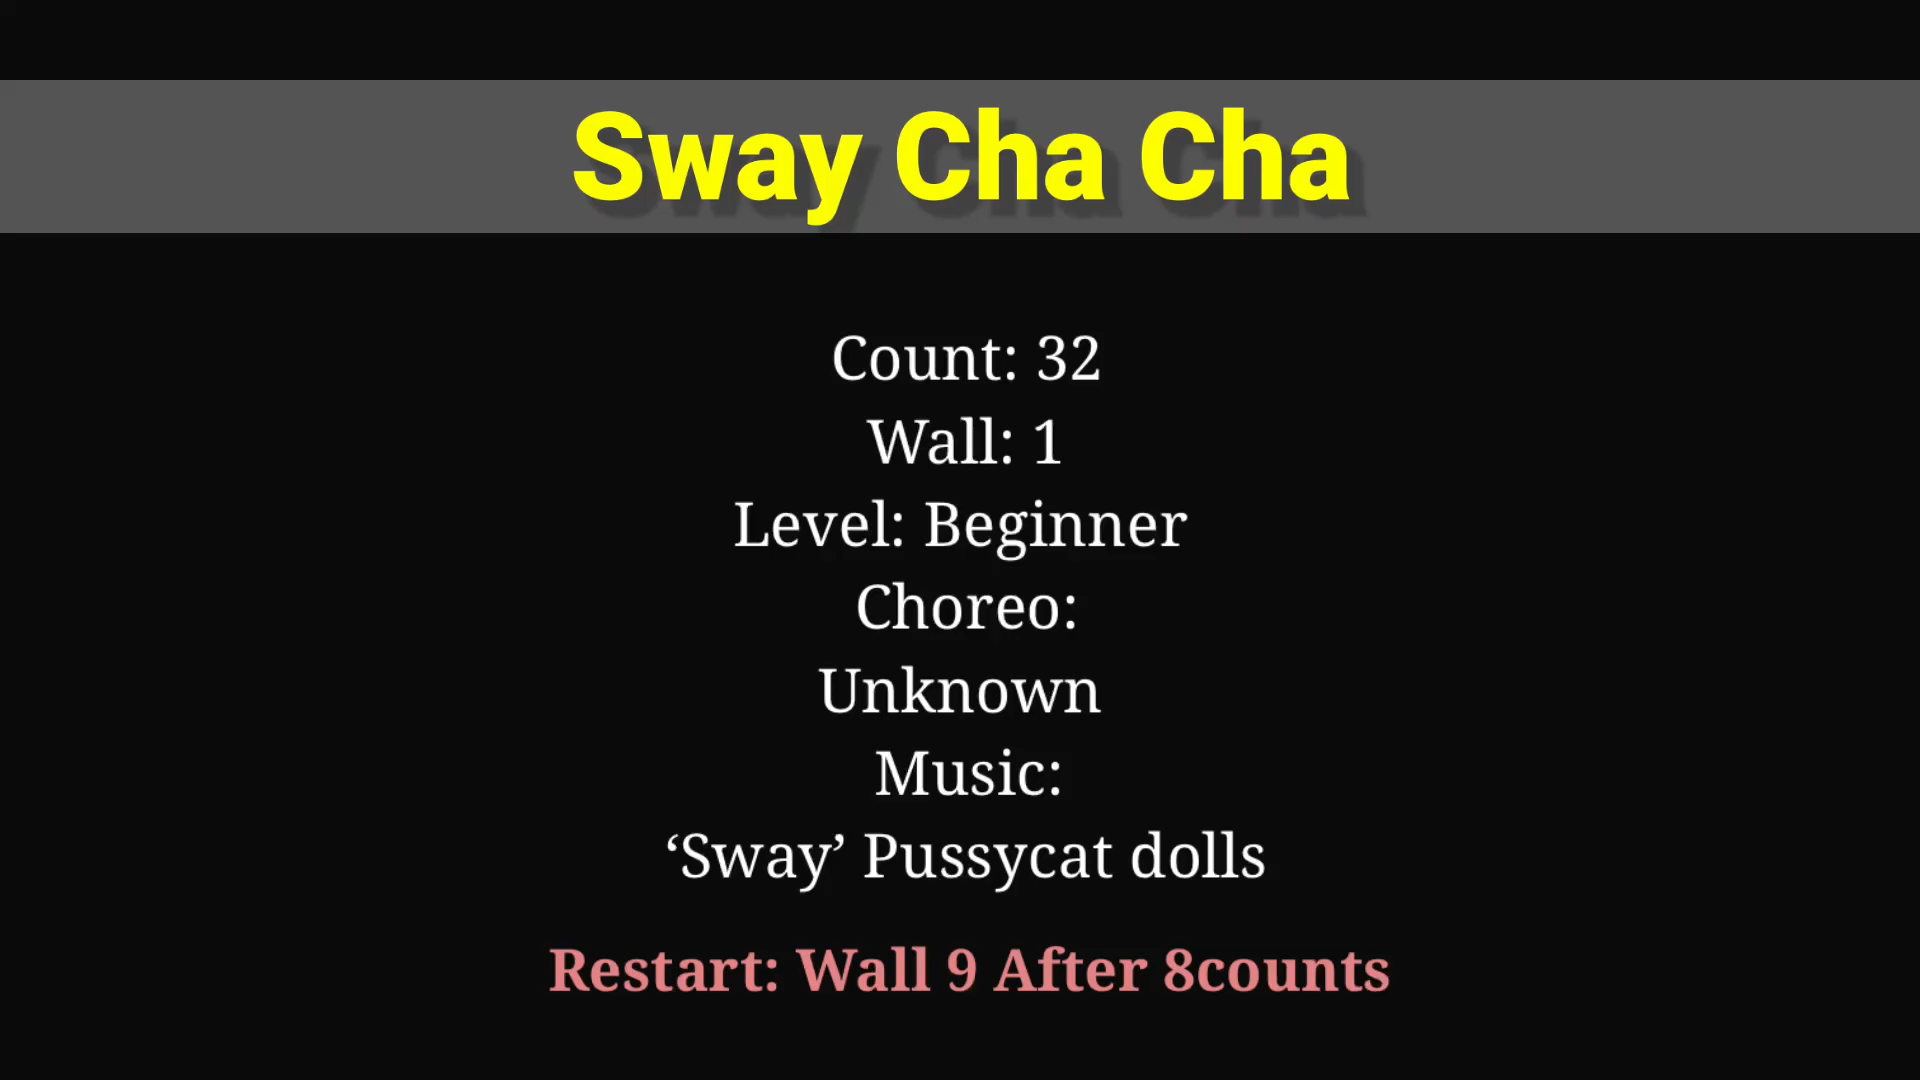 Sway Cha Cha
Count: 32
Wall: 1
Level: Beginner
Choreo:
Unknown
Music:
‘Sway’ Pussycat dolls
Restart: Wall 9 After 8counts